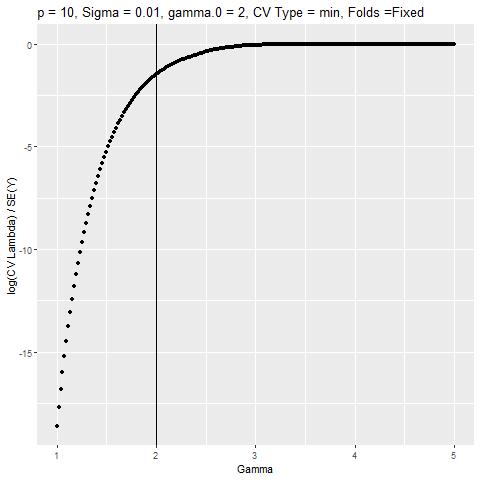 p = 10, Sigma = 0.01, gamma.0 = 2, CV Type = min, Folds =Fixed
0
-5
-10
-15
log(CV Lambda) / SE(Y)
1 2 3 4 5
Gamma